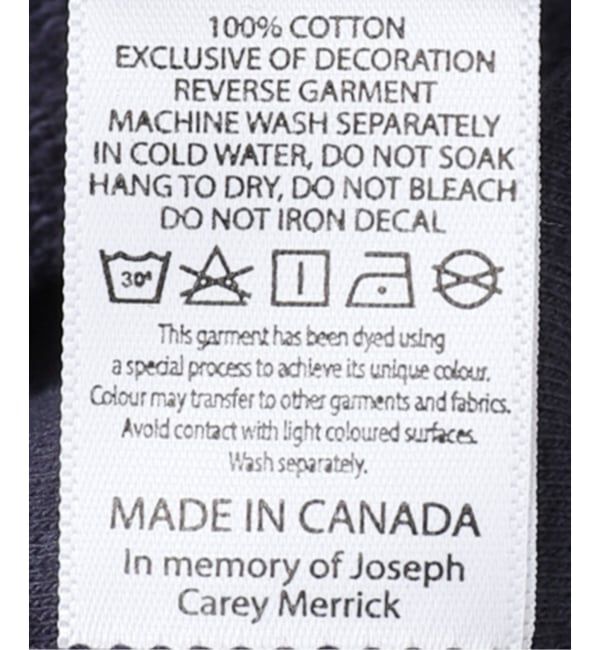 100% COTTON
EXCLUSIVE OF DECORATION
REVERSE GARMENT
MACHINE WASH SEPARATELY
IN COLD WATER, DO NOT SOAK
HANG TO DRY, DO NOT BLEACH
DO NOT IRON DECAL
30°
This garment has been dyed using
a special process to achieve its unique colour.
Colour may transfer to other garments and fabrics.
Avoid contact with light coloured surfaces.
Wash separately.
MADE IN CANADA
In memory of Joseph
Carey Merrick